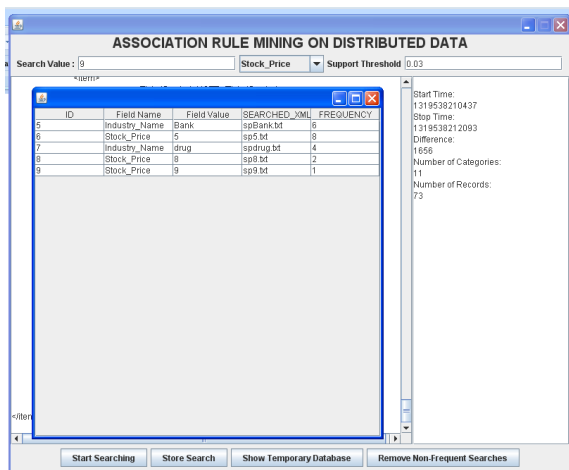 ASSOCIATION RULE MINING ON DISTRIBUTED DATA
Search Value : 9 Stock_Price Support Threshold 0.03
<item>
ID Field Name Field Value SEARCHED_XML FREQUENCY
5 Industry_Name Bank spBank.txt 6
6 Stock_Price 5 sp5.txt 8
7 Industry_Name drug spdrug.txt 4
8 Stock_Price 8 sp8.txt 2
9 Stock_Price 9 sp9.txt 1
Start Time:
1319538210437
Stop Time:
1319538212093
Difference:
1656
Number of Categories:
11
Number of Records:
73
</iten
Start Searching Store Search Show Temporary Database Remove Non-Frequent Searches